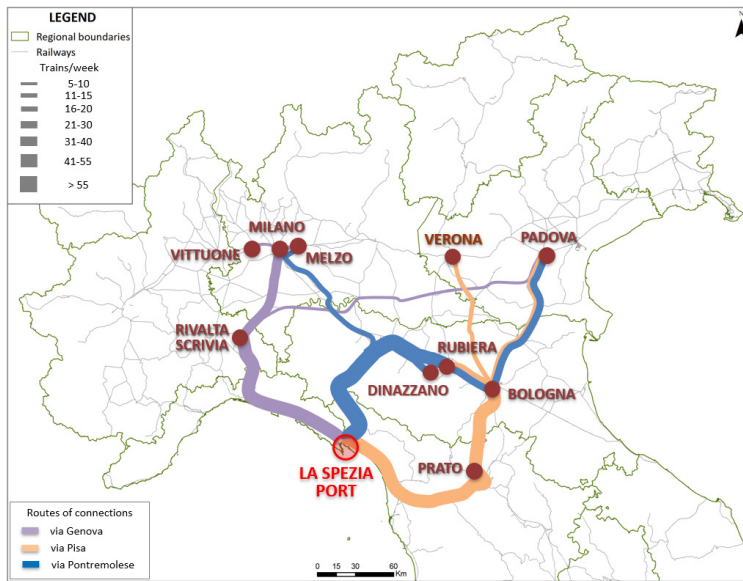 LEGEND
Regional boundaries
Railways
Trains/week
5-10
11-15
16-20
21-30
31-40
41-55
> 55
N
MILANO
VITTUONE
MELZO
VERONA
PADOVA
RIVALTA
SCRIVIA
RUBIERA
DINAZZANO
BOLOGNA
PRATO
LA SPEZIA
PORT
Routes of connections
via Genova
via Pisa
via Pontremolese
0 15 30 60
Km